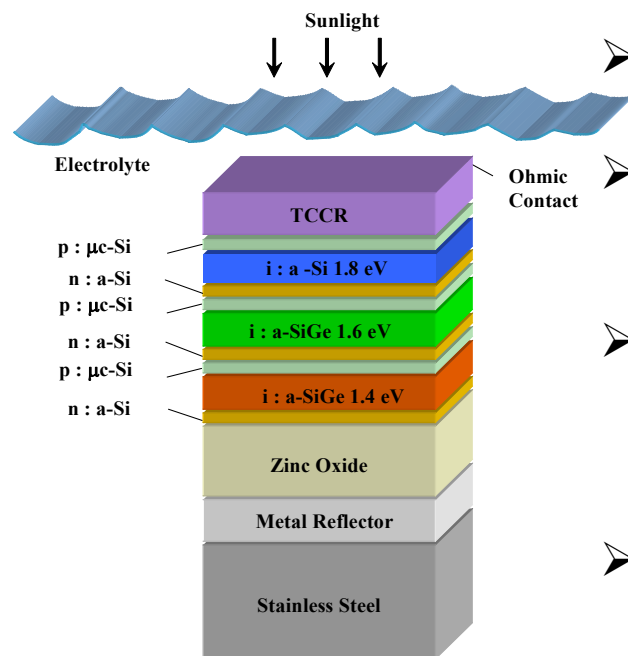 Sunlight
Electrolyte
Ohmic
Contact
TCCR
p : μc-Si
i : a -Si 1.8 eV
n : a-Si
p : μc-Si
i : a-SiGe 1.6 eV
n : a-Si
p : μc-Si
i : a-SiGe 1.4 eV
n : a-Si
Zinc Oxide
Metal Reflector
Stainless Steel